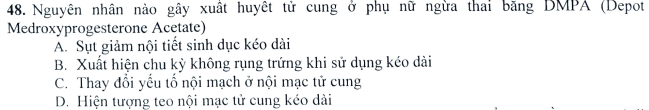 48. Nguyên nhân nào gây xuất huyết tử cung ở phụ nữ ngừa thai bằng DMPA (Depot
Medroxyprogesterone Acetate)
A. Sụt giảm nội tiết sinh dục kéo dài
B. Xuất hiện chu kỳ không rụng trứng khi sử dụng kéo dài
C. Thay đổi yếu tố nội mạch ở nội mạc tử cung
D. Hiện tượng teo nội mạc tử cung kéo dài